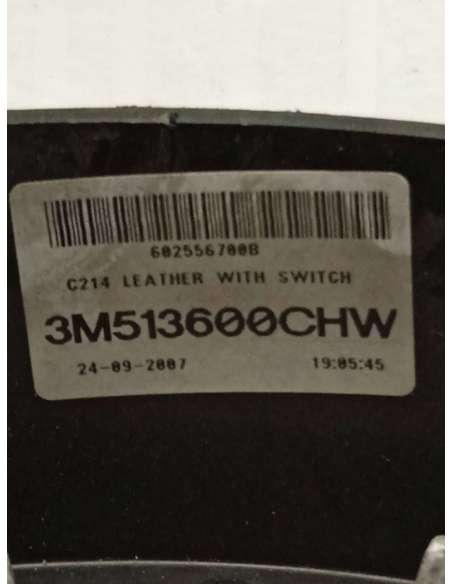 602556700B
C214 LEATHER WITH SWITCH
3M513600CHW
24-09-2007 19:05:45